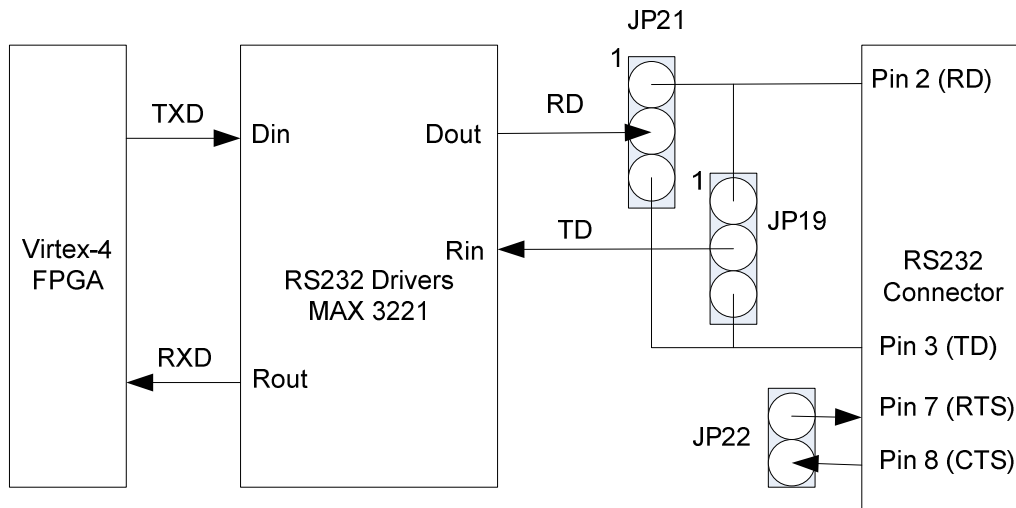 JP21
1
Pin 2 (RD)
TXD
RD
Din
Dout
1
JP19
TD
Virtex-4
FPGA
Rin
RS232 Drivers
MAX 3221
RS232
Connector
Pin 3 (TD)
RXD
Rout
Pin 7 (RTS)
JP22
Pin 8 (CTS)